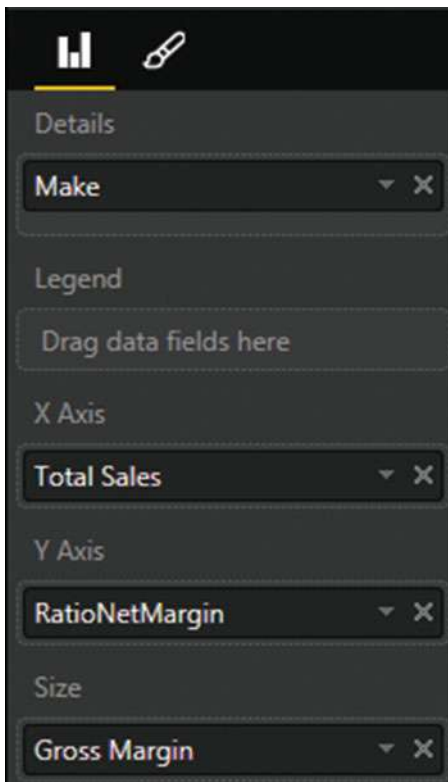 Details
Make
Legend
Drag data fields here
X Axis
Total Sales
Y Axis
RatioNetMargin
Size
Gross Margin